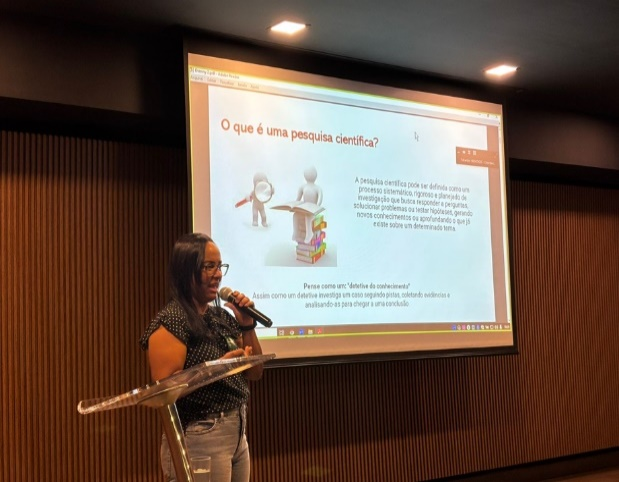 O que é uma pesquisa científica?
A pesquisa científica pode ser definida como um
processo sistemático, rigoroso e planejado de
investigação que busca responder a perguntas,
solucionar problemas ou testar hipóteses, gerando
novos conhecimentos ou aprofundando o que já
existe sobre um determinado tema.
Pense como um: "detetive do conhecimento"
Assim como um detetive investiga um caso seguindo pistas, coletando evidências e
analisando-as para chegar a uma conclusão